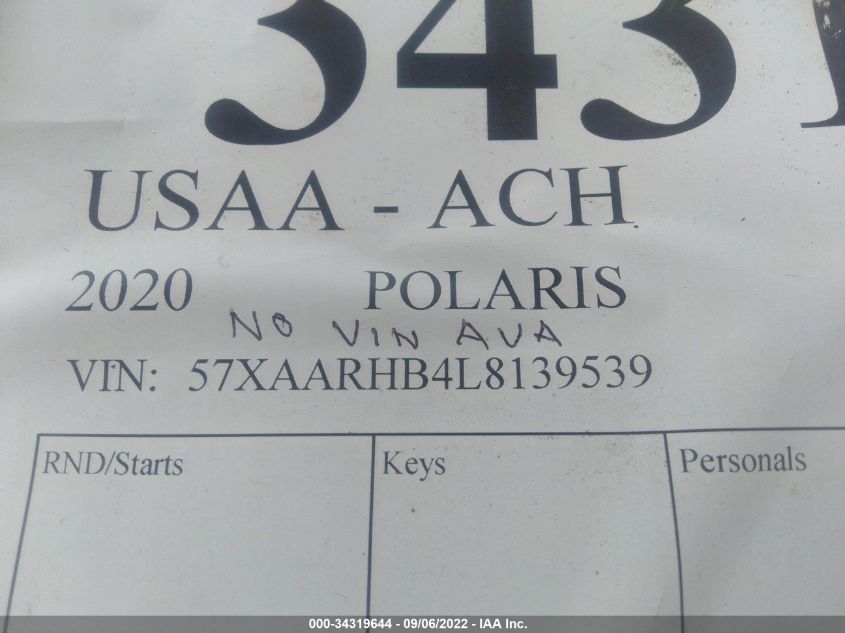 343
USAA - ACH
2020 POLARIS
NO VIN AVA
VIN: 57XAARHB4L8139539
RND/Starts Keys Personals
000-34319644 - 09/06/2022 - IAA Inc.